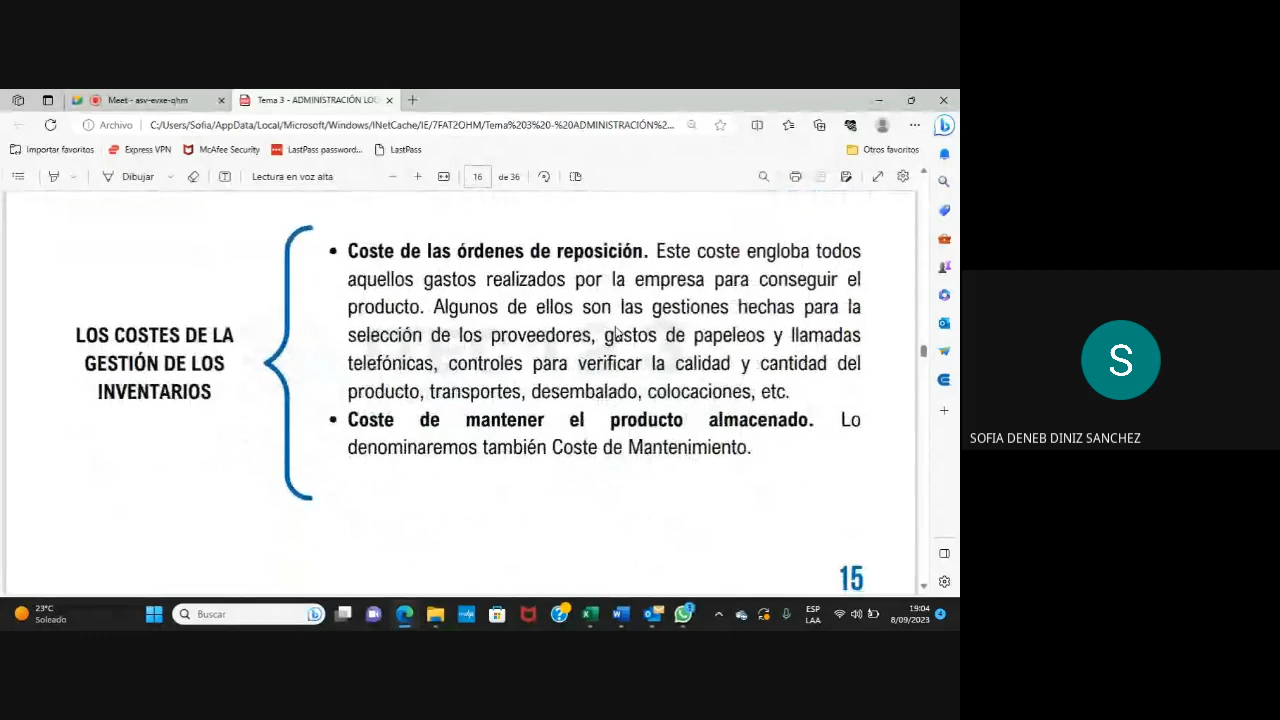 Meet - asv-evxe-qhm
Tema 3 - ADMINISTRACIÓN LO
Archivo
C:/Users/Sofia/AppData/Local/Microsoft/Windows/INetCache/IE/7FAT2OHM/Tema%203%20-%20ADMINISTRACIÓN%2...
Importar favoritos
Express VPN
McAfee Security
LastPass password...
LastPass
Otros favoritos
Dibujar
Lectura en voz alta
16
de 36
LOS COSTES DE LA
GESTIÓN DE LOS
INVENTARIOS
• Coste de las órdenes de reposición. Este coste engloba todos
aquellos gastos realizados por la empresa para conseguir el
producto. Algunos de ellos son las gestiones hechas para la
selección de los proveedores, gastos de papeleos y llamadas
telefónicas, controles para verificar la calidad y cantidad del
producto, transportes, desembalado, colocaciones, etc.
• Coste de mantener el producto almacenado. Lo
denominaremos también Coste de Mantenimiento.
15
S
SOFIA DENEB DINIZ SANCHEZ
23°C
Soleado
Buscar
ESP
LAA
19:04
8/09/2023